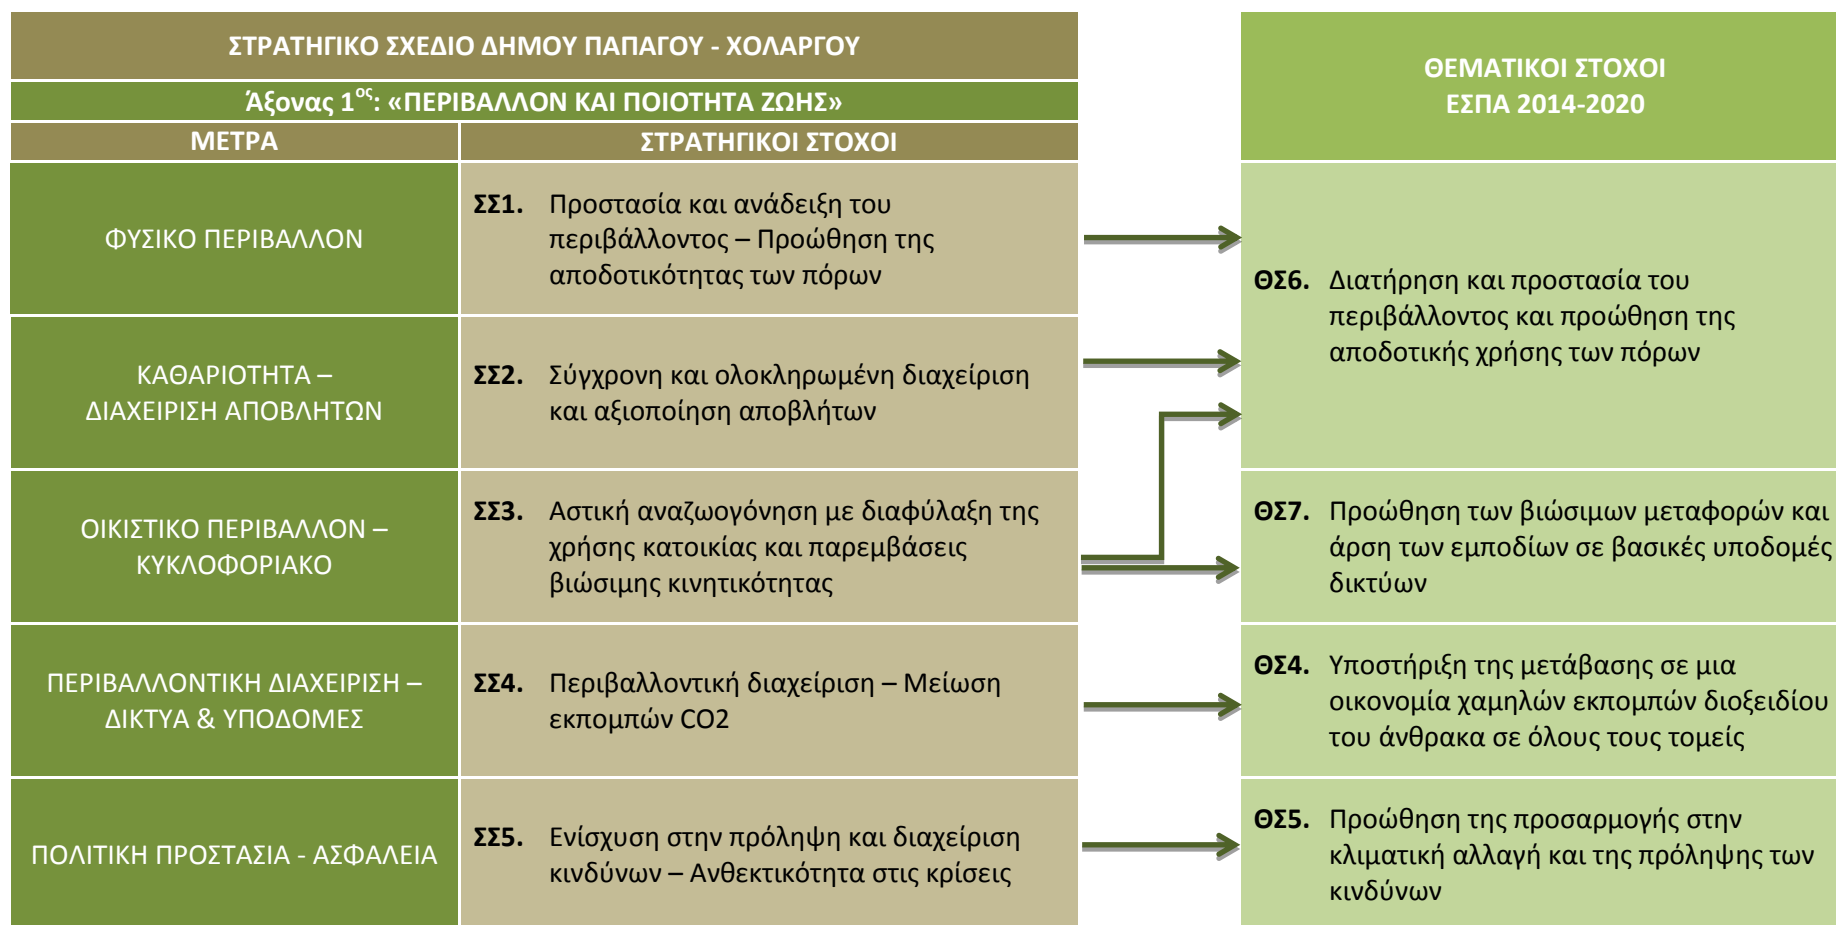 ΣΤΡΑΤΗΓΙΚΟ ΣΧΕΔΙΟ ΔΗΜΟΥ ΠΑΠΑΓΟΥ - ΧΟΛΑΡΓΟΥ
Άξονας 1ος: «ΠΕΡΙΒΑΛΛΟΝ ΚΑΙ ΠΟΙΟΤΗΤΑ ΖΩΗΣ»
ΜΕΤΡΑ
ΣΤΡΑΤΗΓΙΚΟΙ ΣΤΟΧΟΙ
ΘΕΜΑΤΙΚΟΙ ΣΤΟΧΟΙ
ΕΣΠΑ 2014-2020
ΦΥΣΙΚΟ ΠΕΡΙΒΑΛΛΟΝ
ΣΣ1. Προστασία και ανάδειξη του
περιβάλλοντος – Προώθηση της
αποδοτικότητας των πόρων
ΘΣ6. Διατήρηση και προστασία του
περιβάλλοντος και προώθηση της
αποδοτικής χρήσης των πόρων
ΚΑΘΑΡΙΟΤΗΤΑ –
ΔΙΑΧΕΙΡΙΣΗ ΑΠΟΒΛΗΤΩΝ
ΣΣ2. Σύγχρονη και ολοκληρωμένη διαχείριση
και αξιοποίηση αποβλήτων
ΟΙΚΙΣΤΙΚΟ ΠΕΡΙΒΑΛΛΟΝ –
ΚΥΚΛΟΦΟΡΙΑΚΟ
ΣΣ3. Αστική αναζωογόνηση με διαφύλαξη της
χρήσης κατοικίας και παρεμβάσεις
βιώσιμης κινητικότητας
ΘΣ7. Προώθηση των βιώσιμων μεταφορών και
άρση των εμποδίων σε βασικές υποδομές
δικτύων
ΠΕΡΙΒΑΛΛΟΝΤΙΚΗ ΔΙΑΧΕΙΡΙΣΗ –
ΔΙΚΤΥΑ & ΥΠΟΔΟΜΕΣ
ΣΣ4. Περιβαλλοντική διαχείριση – Μείωση
εκπομπών CO2
ΘΣ4. Υποστήριξη της μετάβασης σε μια
οικονομία χαμηλών εκπομπών διοξειδίου
του άνθρακα σε όλους τους τομείς
ΠΟΛΙΤΙΚΗ ΠΡΟΣΤΑΣΙΑ - ΑΣΦΑΛΕΙΑ
ΣΣ5. Ενίσχυση στην πρόληψη και διαχείριση
κινδύνων – Ανθεκτικότητα στις κρίσεις
ΘΣ5. Προώθηση της προσαρμογής στην
κλιματική αλλαγή και της πρόληψης των
κινδύνων